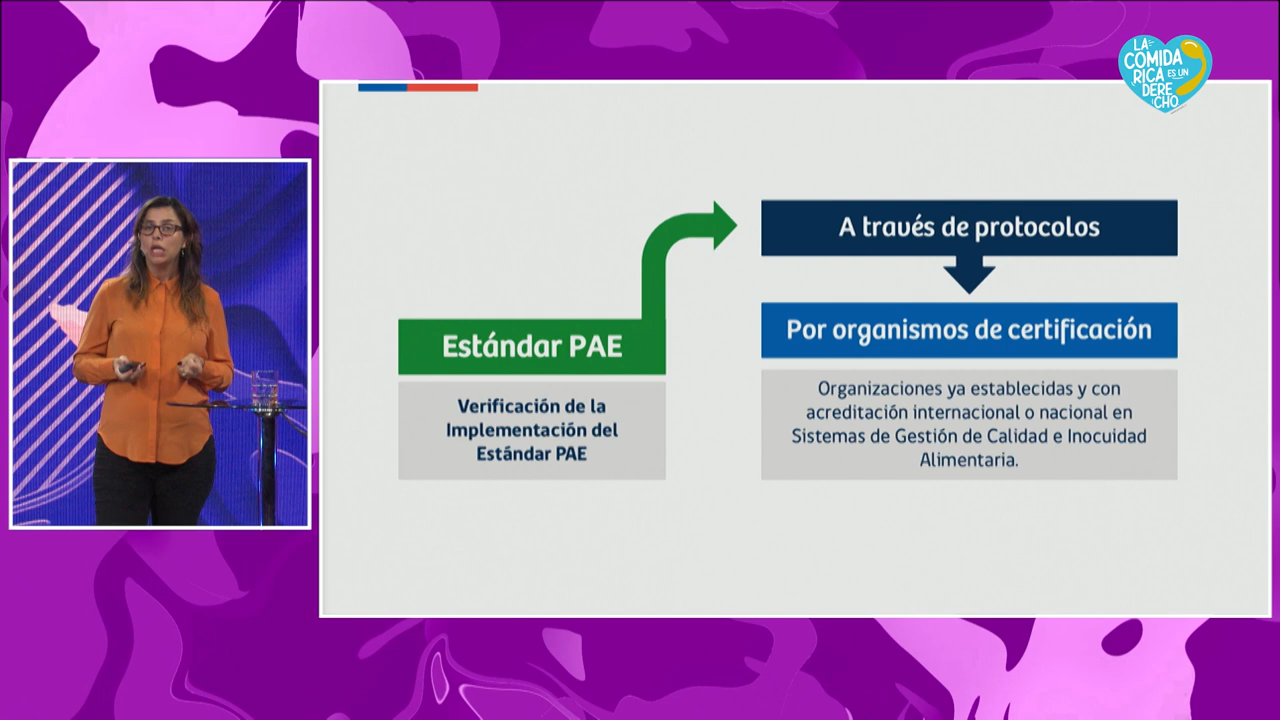 LA
COMIDA
RICA ES UN
DERE
CHO
A través de protocolos
Por organismos de certificación
Estándar PAE
Organizaciones ya establecidas y con
acreditación internacional o nacional en
Sistemas de Gestión de Calidad e Inocuidad
Alimentaria.
Verificación de la
Implementación del
Estándar PAE